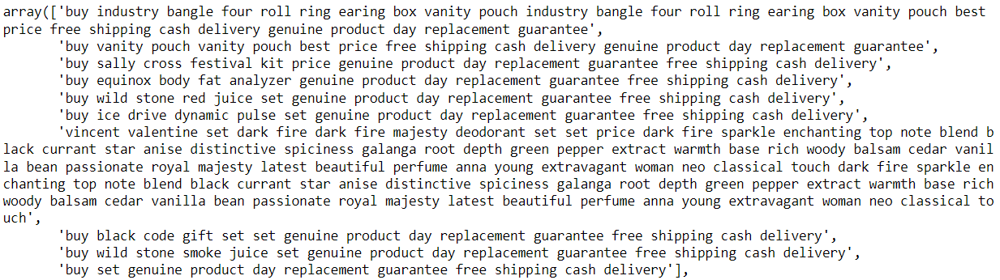 array(['buy industry bangle four roll ring earing box vanity pouch industry bangle four roll ring earing box vanity pouch best
price free shipping cash delivery genuine product day replacement guarantee',
'buy vanity pouch vanity pouch best price free shipping cash delivery genuine product day replacement guarantee',
'buy sally cross festival kit price genuine product day replacement guarantee free shipping cash delivery',
'buy equinox body fat analyzer genuine product day replacement guarantee free shipping cash delivery',
'buy wild stone red juice set genuine product day replacement guarantee free shipping cash delivery',
'buy ice drive dynamic pulse set genuine product day replacement guarantee free shipping cash delivery',
'vincent valentine set dark fire dark fire majesty deodorant set set price dark fire sparkle enchanting top note blend b
lack currant star anise distinctive spiciness galanga root depth green pepper extract warmth base rich woody balsam cedar vanil
la bean passionate royal majesty latest beautiful perfume anna young extravagant woman neo classical touch dark fire sparkle en
chanting top note blend black currant star anise distinctive spiciness galanga root depth green pepper extract warmth base rich
woody balsam cedar vanilla bean passionate royal majesty latest beautiful perfume anna young extravagant woman neo classical to
uch',
'buy black code gift set set genuine product day replacement guarantee free shipping cash delivery',
'buy wild stone smoke juice set genuine product day replacement guarantee free shipping cash delivery',
'buy set genuine product day replacement guarantee free shipping cash delivery'],